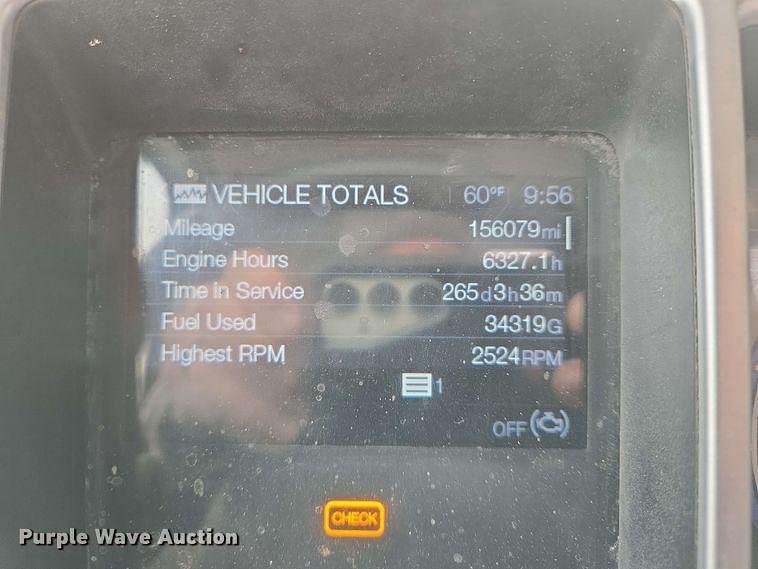 VEHICLE TOTALS 60°F 9:56
Mileage 156079mi
Engine Hours 6327.1h
Time in Service 265d3h36m
Fuel Used 34319G
Highest RPM 2524RPM
1
OFF
CHECK
Purple Wave Auction